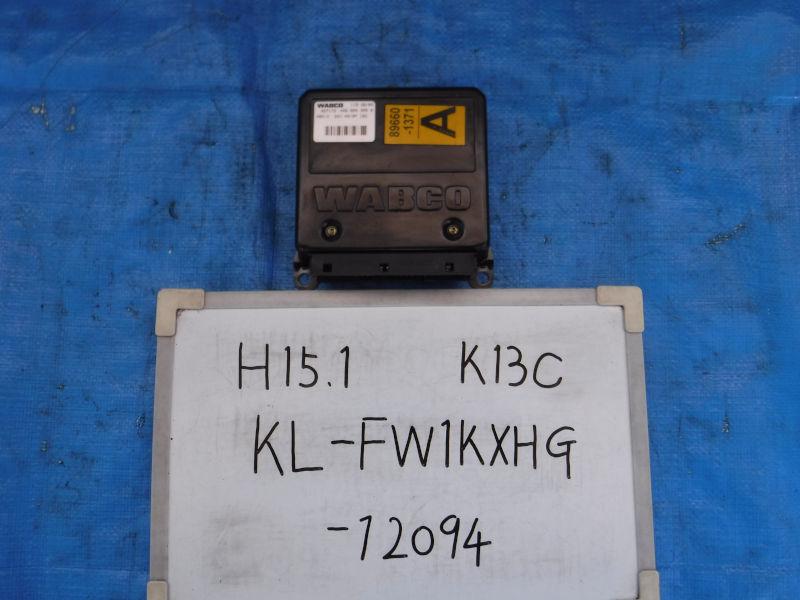 WABCO
89660
-1371
A
WABCO
H15.1 K13C
KL-FW1KXHG
-12094